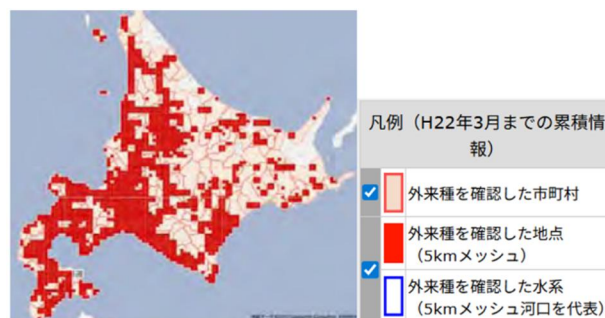 凡例（H22年3月までの累積情
報）
外来種を確認した市町村
外来種を確認した地点
（5kmメッシュ）
外来種を確認した水系
（5kmメッシュ河口を代表）